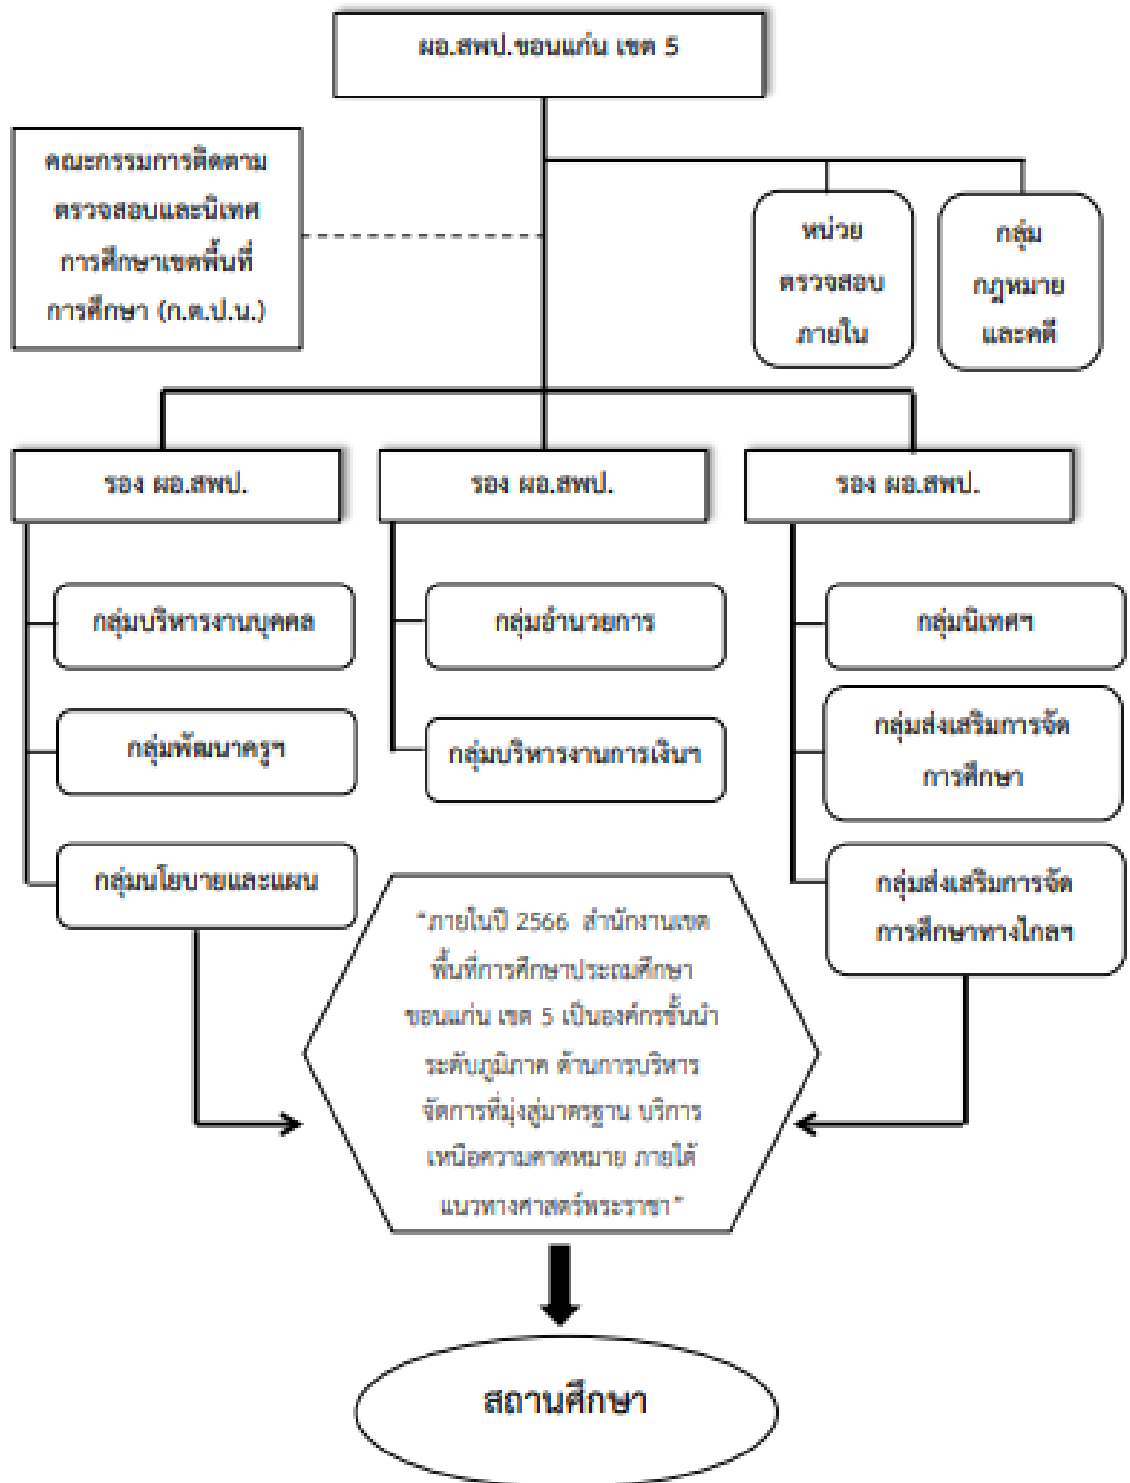 ผอ.สพป.ขอนแก่น เขต 5
คณะกรรมการติดตาม
ตรวจสอบและนิเทศ
การศึกษาเขตพื้นที่
การศึกษา (ก.ต.ป.น.)
หน่วย
ตรวจสอบ
ภายใน
กลุ่ม
กฎหมาย
และคดี
รอง ผอ.สพป.
รอง ผอ.สพป.
รอง ผอ.สพป.
กลุ่มบริหารงานบุคคล
กลุ่มพัฒนาครูฯ
กลุ่มนโยบายและแผน
กลุ่มอำนวยการ
กลุ่มบริหารงานการเงินฯ
กลุ่มนิเทศฯ
กลุ่มส่งเสริมการจัด
การศึกษา
กลุ่มส่งเสริมการจัด
การศึกษาทางไกลฯ
"ภายในปี 2566 สำนักงานเขต
พื้นที่การศึกษาประถมศึกษา
ขอนแก่น เขต 5 เป็นองค์กรชั้นนำ
ระดับภูมิภาค ด้านการบริหาร
จัดการที่มุ่งสู่มาตรฐาน บริการ
เหนือความคาดหมาย ภายใต้
แนวทางศาสตร์พระราชา"
สถานศึกษา